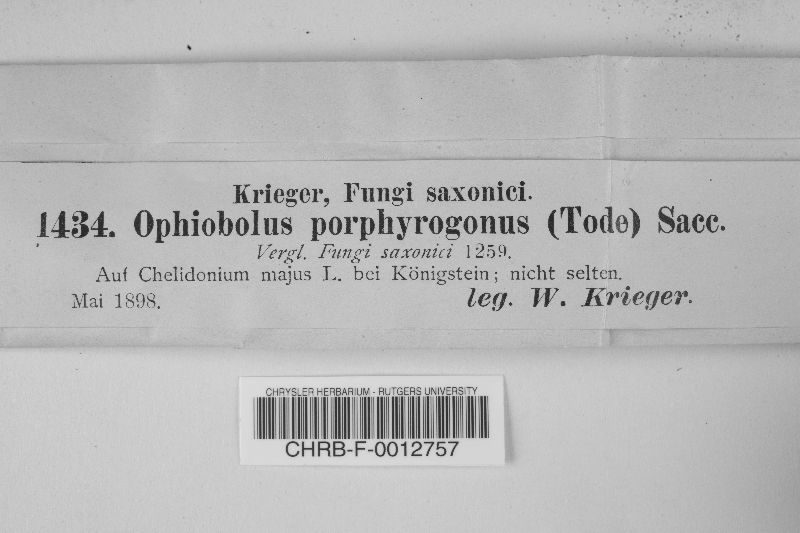 Krieger, Fungi saxonici.
1434. Ophiobolus porphyrogonus (Tode) Sacc.
Vergl. Fungi saxonici 1259.
Auf Chelidonium majus L. bei Königstein; nicht selten.
Mai 1898. leg. W. Krieger.
CHRYSLER HERBARIUM - RUTGERS UNIVERSITY
CHRB-F-0012757